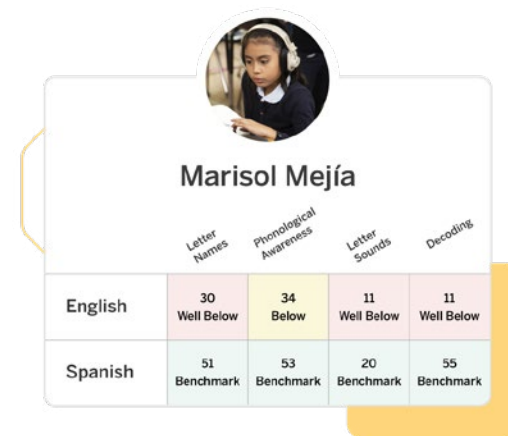 Marisol Mejía
Letter
Names
Phonological
Awareness
Letter
Sounds
Decoding
English
30
Well Below
34
Below
11
Well Below
11
Well Below
Spanish
51
Benchmark
53
Benchmark
20
Benchmark
55
Benchmark